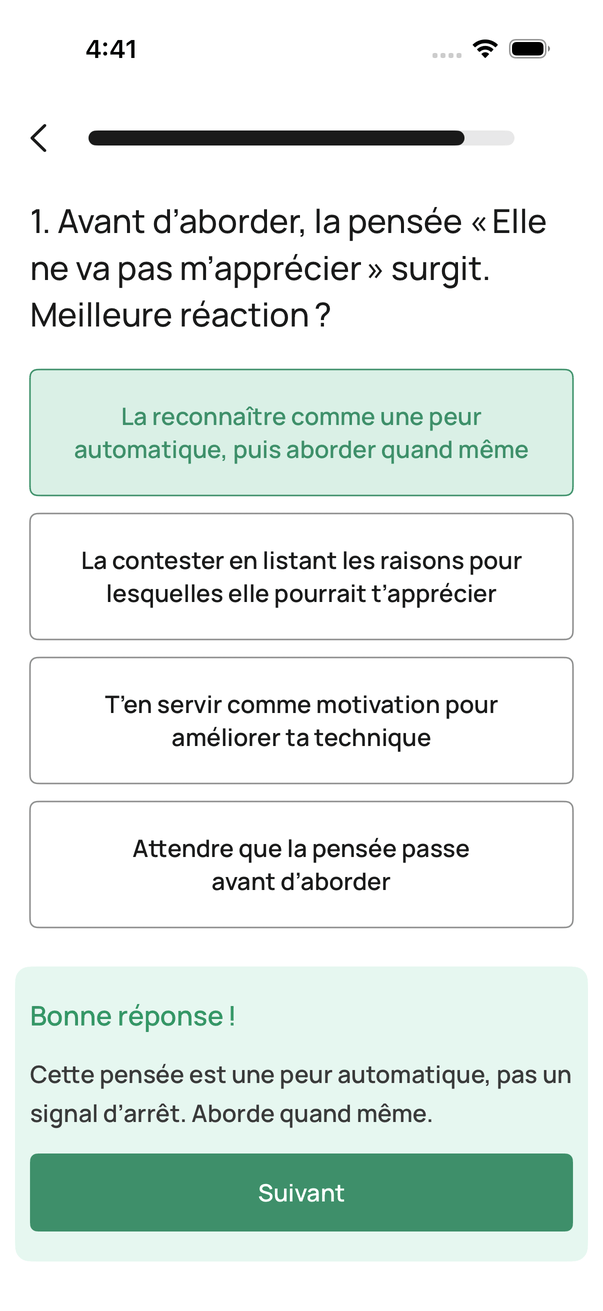 4:41
1. Avant d’aborder, la pensée « Elle
ne va pas m’apprécier » surgit.
Meilleure réaction ?
La reconnaître comme une peur
automatique, puis aborder quand même
La contester en listant les raisons pour
lesquelles elle pourrait t’apprécier
T’en servir comme motivation pour
améliorer ta technique
Attendre que la pensée passe
avant d’aborder
Bonne réponse !
Cette pensée est une peur automatique, pas un
signal d’arrêt. Aborde quand même.
Suivant